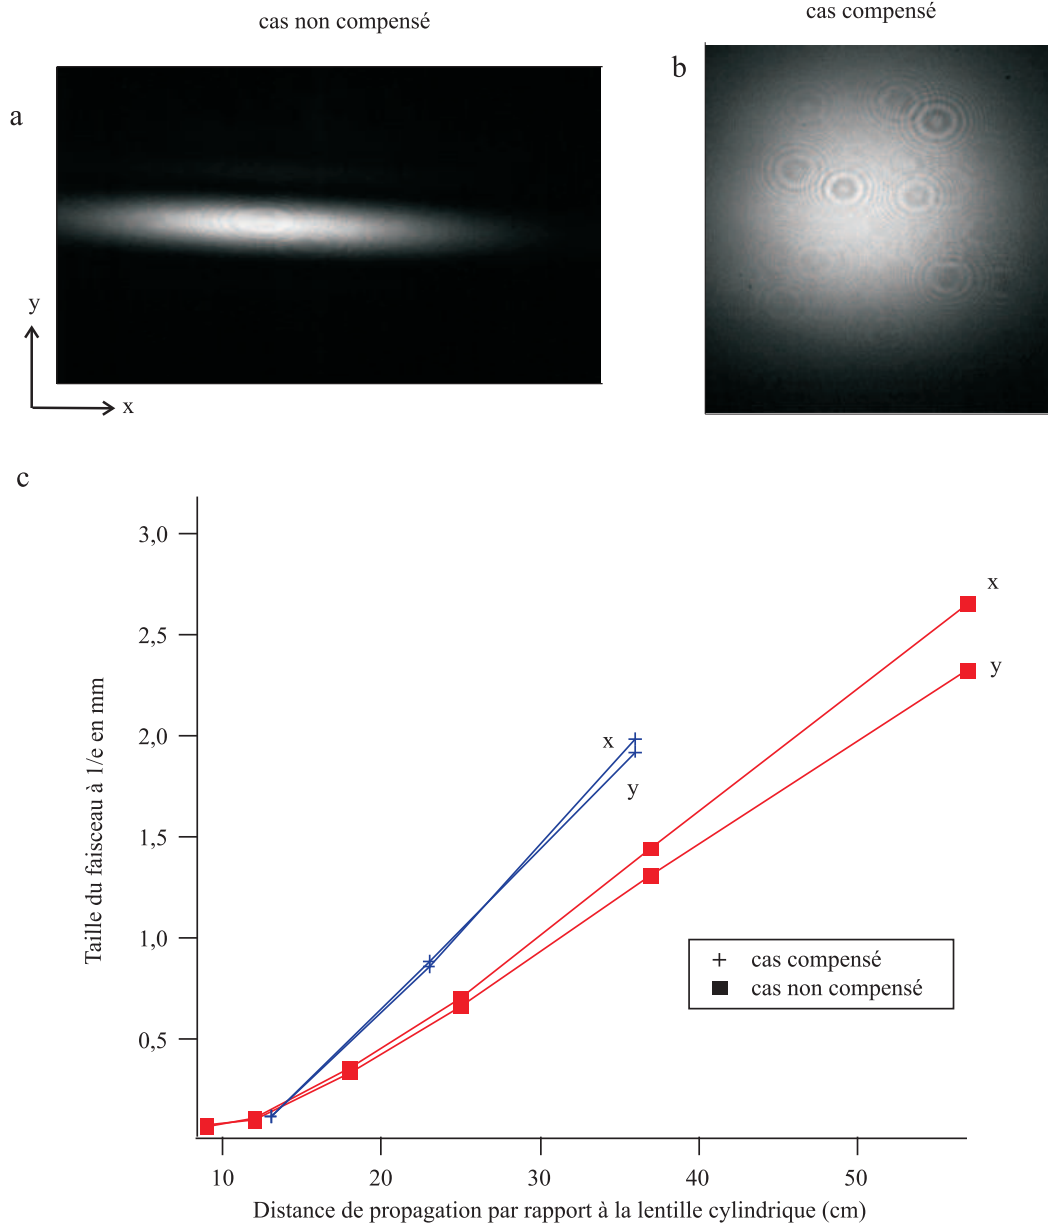 cas non compensé
cas compensé
a
b
y
x
c
3,0
2,5
2,0
1,5
1,0
0,5
Taille du faisceau à 1/e en mm
x
y
x
y
cas compensé
cas non compensé
10
20
30
40
50
Distance de propagation par rapport à la lentille cylindrique (cm)